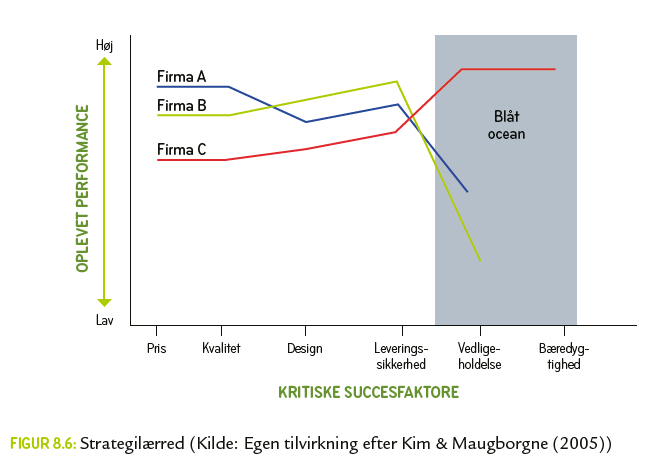 Høj
Firma A
Firma B
Firma C
Blåt
ocean
OPLEVET PERFORMANCE
Lav
Pris
Kvalitet
Design
Leverings-
sikkerhed
Vedlige-
holdelse
Bæredyg-
tighed
KRITISKE SUCCESFAKTORE
FIGUR 8.6: Strategilærred (Kilde: Egen tilvirkning efter Kim & Maugborgne (2005))